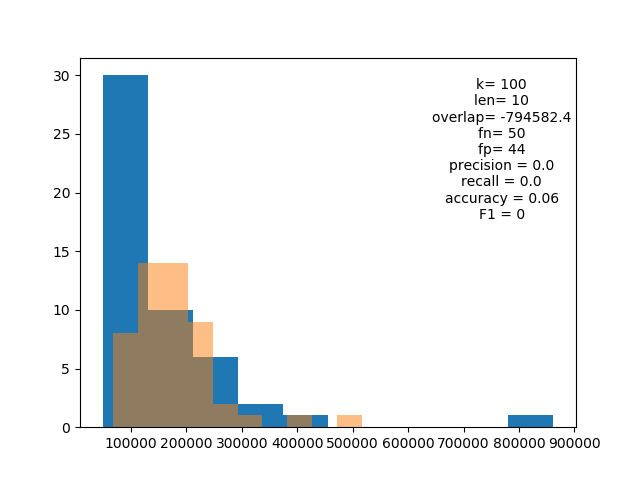 k= 100
len= 10
overlap= -794582.4
fn= 50
fp= 44
precision = 0.0
recall = 0.0
accuracy = 0.06
F1 = 0
30
25
20
15
10
5
0
100000 200000 300000 400000 500000 600000 700000 800000 900000